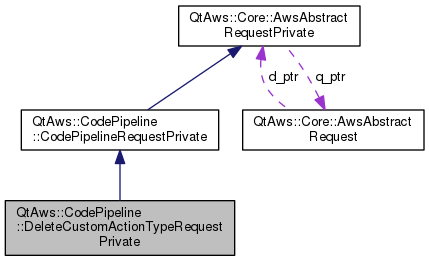 QtAws::Core::AwsAbstract
RequestPrivate
d_ptr
q_ptr
QtAws::CodePipeline
::CodePipelineRequestPrivate
QtAws::Core::AwsAbstract
Request
QtAws::CodePipeline
::DeleteCustomActionTypeRequest
Private